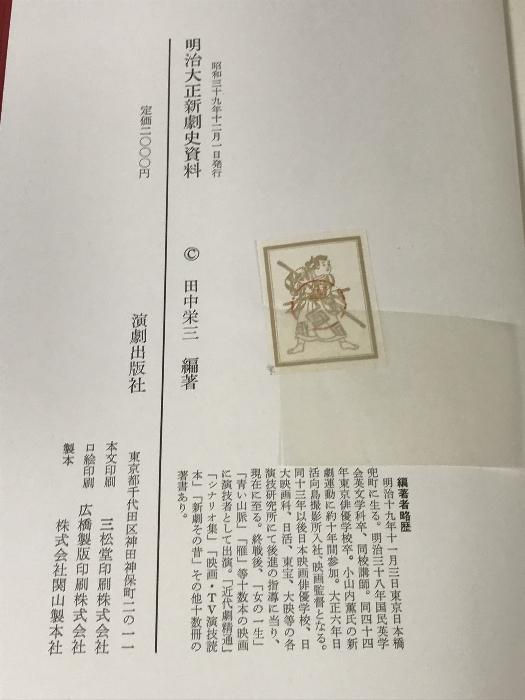 編著者略歴
明治十九年十一月三日東京日本橋
兜町に生る。明治三十八年国民英学
会英文学科卒、同校講師。同四十四
年東京俳優学校卒。小山内薫氏の新
劇運動に約十年間参加。大正六年日
活向島撮影所入社、映画監督となる。
同十三年以後日本映画俳優学校、日
大映画科、日活、東宝、大映等の各
演技研究所にて後進の指導に当り、
現在に至る。終戦後、「女の一生」
「青い山脈」「雁」等十数本の映画
に演技者として出演。「近代劇精通」
「シナリオ集」「映画・TV演技読
本」「新劇その昔」その他十数冊の
著書あり。
昭和三十九年十二月一日発行
明治大正新劇史資料
定価二〇〇〇円
© 田中栄三 編著
演劇出版社
東京都千代田区神田神保町二の一一
本文印刷 三松堂印刷株式会社
口絵印刷 広橋製版印刷株式会社
製本 株式会社関山製本社